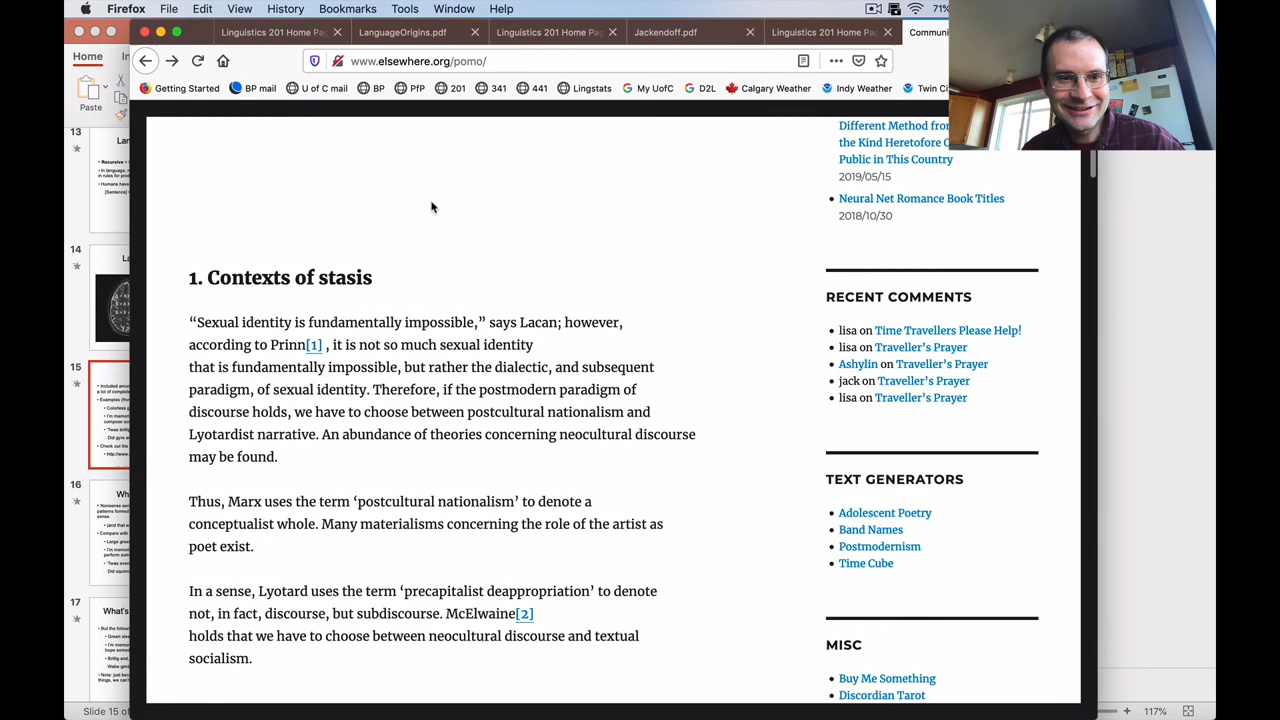 Firefox File Edit View History Bookmarks Tools Window Help 71%
Linguistics 201 Home Pag × LanguageOrigins.pdf × Linguistics 201 Home Pag × Jackendoff.pdf × Linguistics 201 Home Pag × Communi
Home In
www.elsewhere.org/pomo/
Getting Started BP mail U of C mail BP PfP 201 341 441 Lingstats My UofC D2L Calgary Weather Indy Weather Twin Ci
Paste
13
14
15
16
17
Slide 15 of
117%
1. Contexts of stasis
“Sexual identity is fundamentally impossible,” says Lacan; however,
according to Prinn[1] , it is not so much sexual identity
that is fundamentally impossible, but rather the dialectic, and subsequent
paradigm, of sexual identity. Therefore, if the postmodern paradigm of
discourse holds, we have to choose between postcultural nationalism and
Lyotardist narrative. An abundance of theories concerning neocultural discourse
may be found.
Thus, Marx uses the term ‘postcultural nationalism’ to denote a
conceptualist whole. Many materialisms concerning the role of the artist as
poet exist.
In a sense, Lyotard uses the term ‘precapitalist deappropriation’ to denote
not, in fact, discourse, but subdiscourse. McElwaine[2]
holds that we have to choose between neocultural discourse and textual
socialism.
Different Method from
the Kind Heretofore
Public in This Country
2019/05/15
• Neural Net Romance Book Titles
2018/10/30
RECENT COMMENTS
• lisa on Time Travellers Please Help!
• lisa on Traveller’s Prayer
• Ashylin on Traveller’s Prayer
• jack on Traveller’s Prayer
• lisa on Traveller’s Prayer
TEXT GENERATORS
• Adolescent Poetry
• Band Names
• Postmodernism
• Time Cube
MISC
• Buy Me Something
• Discordian Tarot